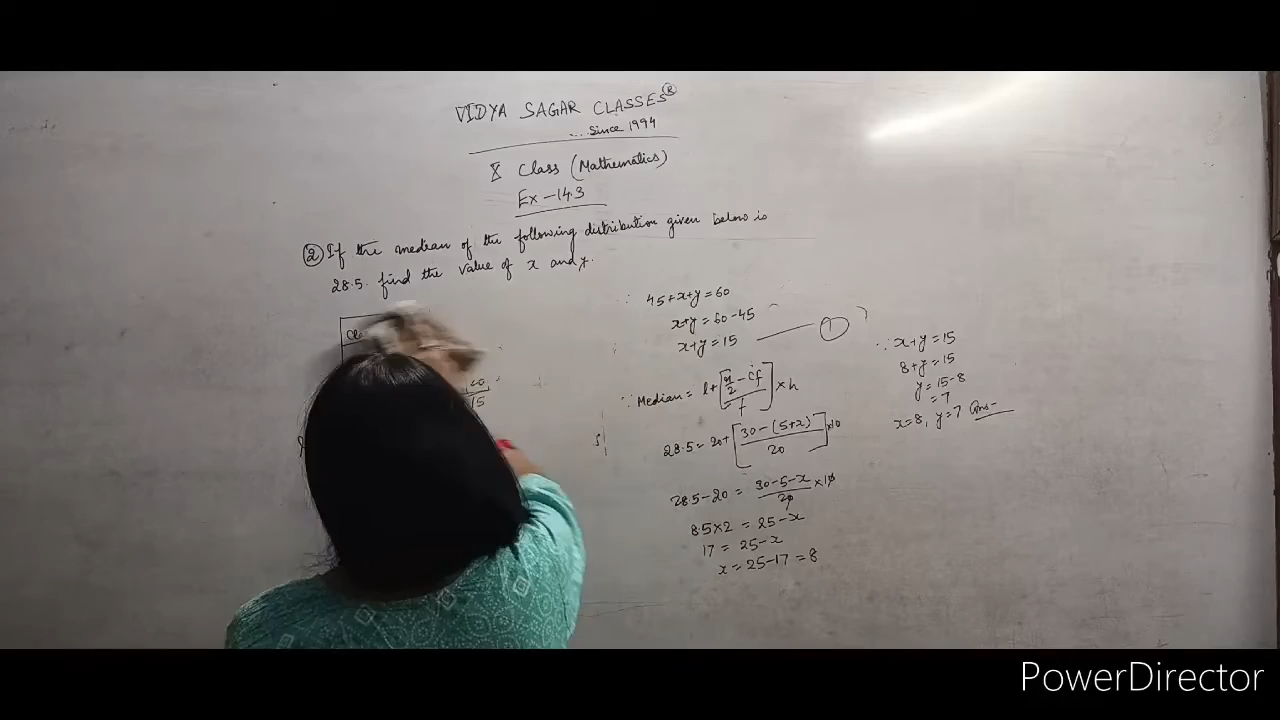 VIDYA SAGAR CLASSES®
... Since 1994
X Class (Mathematics)
Ex - 14.3
② If the median of the following distribution given below is
28.5. find the value of x and y.
Cla
60
15
∵ 45+x+y = 60
x+y = 60-45
x+y = 15 —— ①
∵ Median = l+[n/2 - cf / f] × h
28.5 = 20+[30-(5+x) / 20]×10
28.5-20 = 30-5-x / 20 ×10
8.5×2 = 25-x
17 = 25-x
x = 25-17 = 8
∵ x+y = 15
8+y = 15
y = 15-8
= 7
x=8, y=7 Ans-
PowerDirector